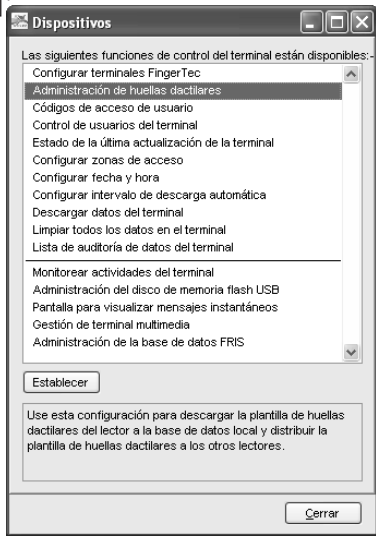 Dispositivos
Las siguientes funciones de control del terminal están disponibles:-
Configurar terminales FingerTec
Administración de huellas dactilares
Códigos de acceso de usuario
Control de usuarios del terminal
Estado de la última actualización de la terminal
Configurar zonas de acceso
Configurar fecha y hora
Configurar intervalo de descarga automática
Descargar datos del terminal
Limpiar todos los datos en el terminal
Lista de auditoría de datos del terminal
Monitorear actividades del terminal
Administración del disco de memoria flash USB
Pantalla para visualizar mensajes instantáneos
Gestión de terminal multimedia
Administración de la base de datos FRIS
Establecer
Use esta configuración para descargar la plantilla de huellas
dactilares del lector a la base de datos local y distribuir la
plantilla de huellas dactilares a los otros lectores.
Cerrar